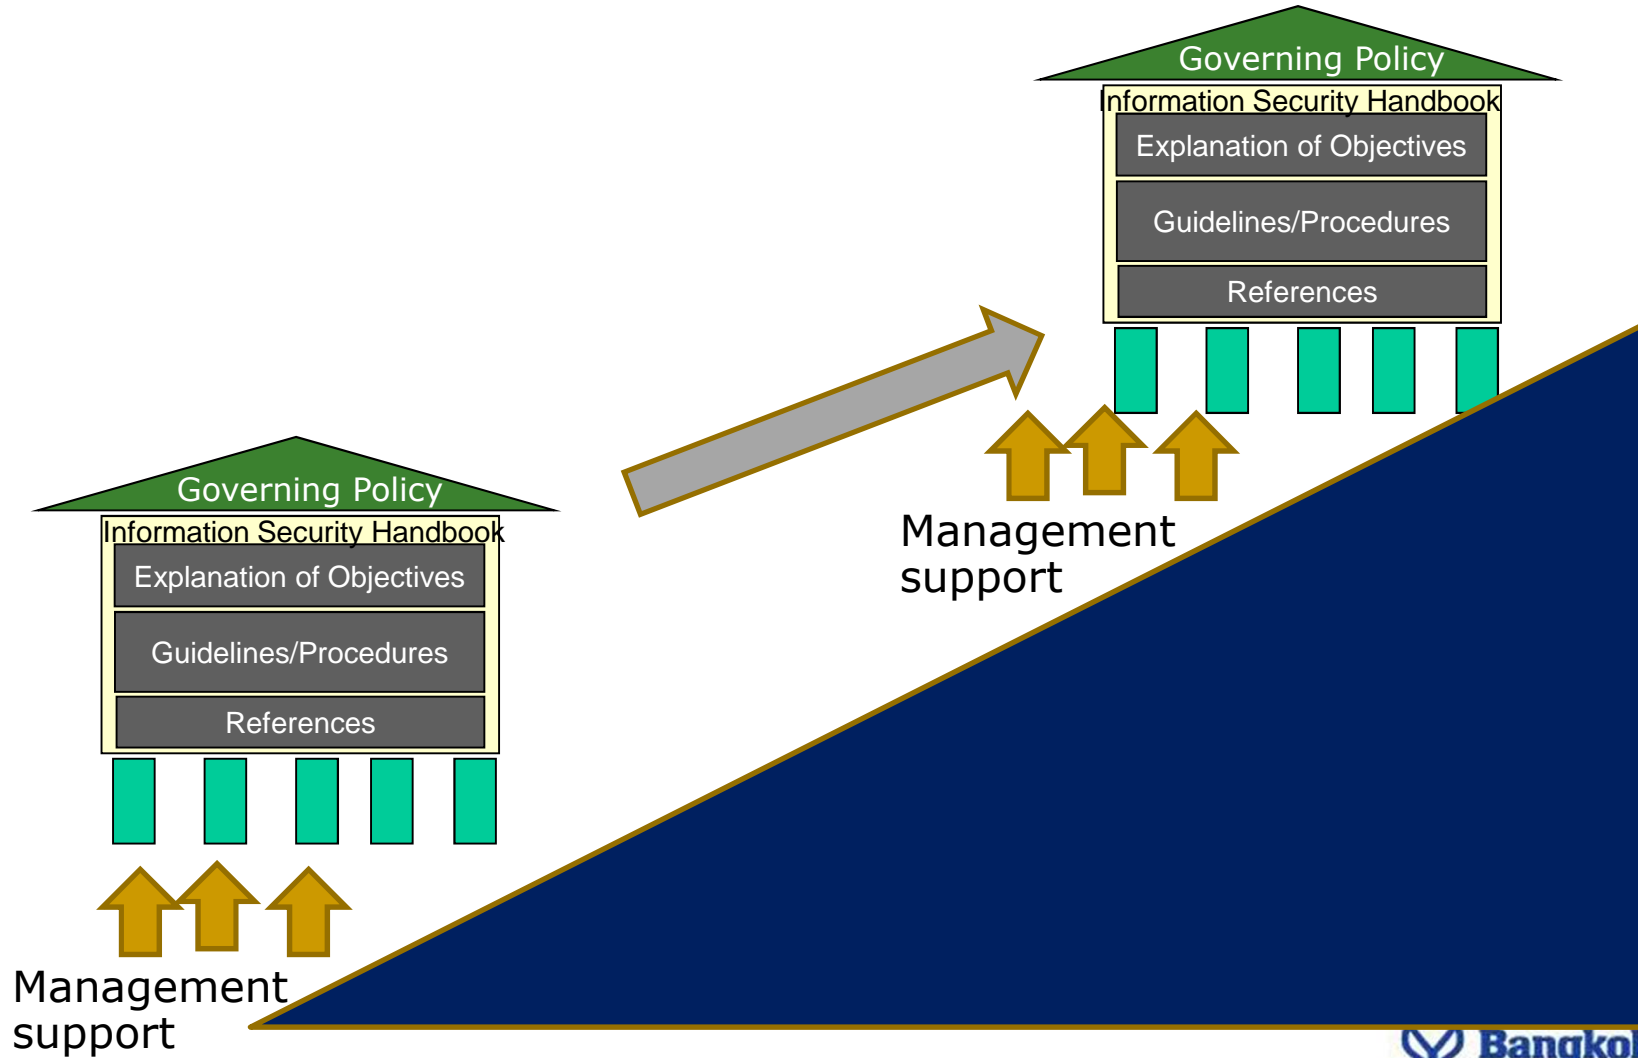 Governing Policy
Information Security Handbook
Explanation of Objectives
Guidelines/Procedures
References
Management
support
Governing Policy
Information Security Handbook
Explanation of Objectives
Guidelines/Procedures
References
Management
support